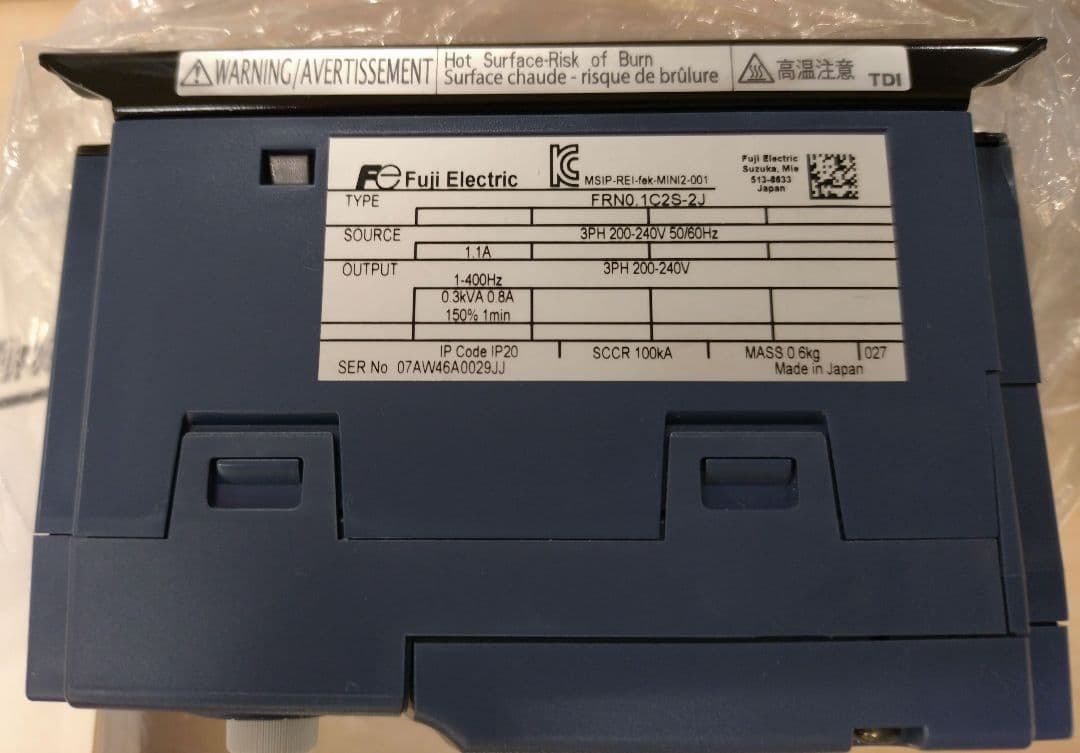 WARNING/AVERTISSEMENT
Hot Surface-Risk of Burn
Surface chaude - risque de brûlure
高温注意
TDI
Fe Fuji Electric
KC
MSIP-REI-fek-MINI2-001
Fuji Electric
Suzuka, Mie
513-8633
Japan
TYPE FRN0.1C2S-2J
SOURCE 3PH 200-240V 50/60Hz
1.1A
OUTPUT 3PH 200-240V
1-400Hz
0.3kVA 0.8A
150% 1min
IP Code IP20 SCCR 100kA MASS 0.6kg 027
SER No 07AW46A0029JJ Made in Japan